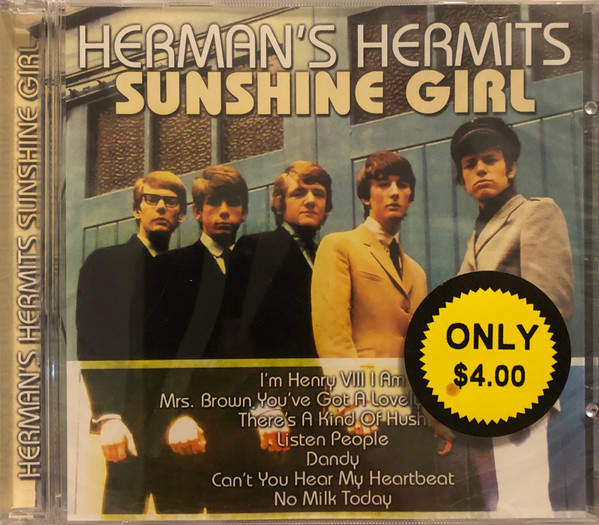 HERMAN'S HERMITS
SUNSHINE GIRL
HERMAN'S HERMITS SUNSHINE GIRL
ONLY
$4.00
I'm Henry VIII I Am
Mrs. Brown You've Got A Lovely
There's A Kind Of Hush
Listen People
Dandy
Can't You Hear My Heartbeat
No Milk Today